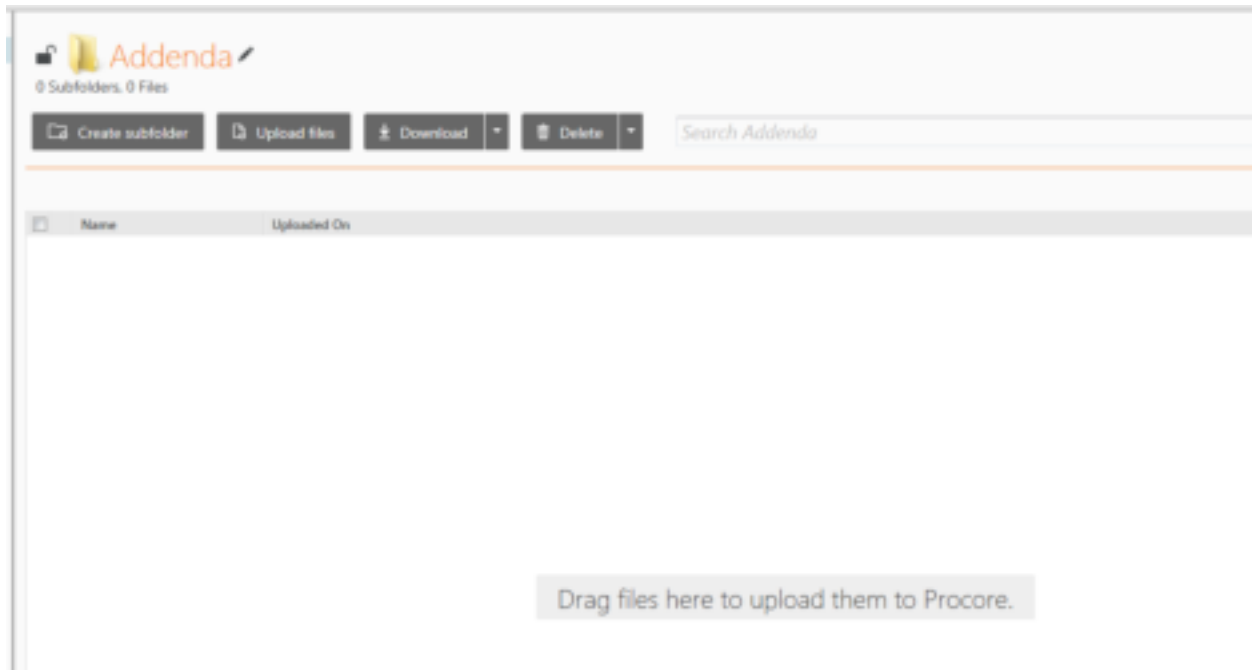 Addenda
0 Subfolders, 0 Files
Create subfolder Upload files Download Delete Search Addenda
Name Uploaded On
Drag files here to upload them to Procore.